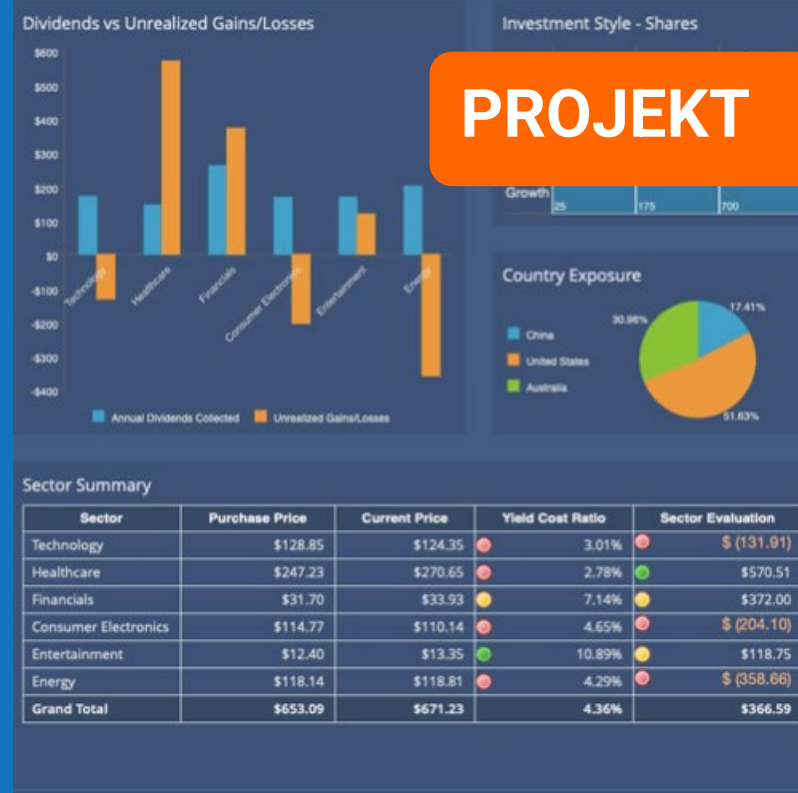 Dividends vs Unrealized Gains/Losses
$600
$500
$400
$300
$200
$100
$0
-$100
-$200
-$300
-$400
Technology
Healthcare
Financials
Consumer Electronics
Entertainment
Energy
Annual Dividends Collected
Unrealized Gains/Losses
Investment Style - Shares
PROJEKT
Growth 25 175 700
Country Exposure
China
United States
Australia
17.41%
30.96%
51.63%
Sector Summary
Sector Purchase Price Current Price Yield Cost Ratio Sector Evaluation
Technology $128.85 $124.35 3.01% $ (131.91)
Healthcare $247.23 $270.65 2.78% $570.51
Financials $31.70 $33.93 7.14% $372.00
Consumer Electronics $114.77 $110.14 4.65% $ (204.10)
Entertainment $12.40 $13.35 10.89% $118.75
Energy $118.14 $118.81 4.29% $ (358.66)
Grand Total $653.09 $671.23 4.36% $366.59